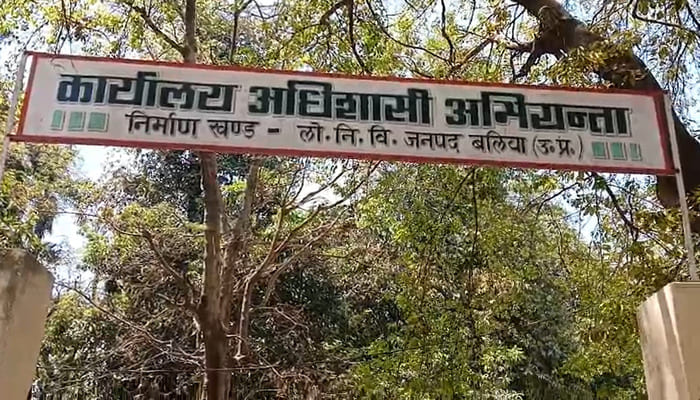 कार्यालय अधिशासी अभियन्ता
निर्माण खण्ड - लो.नि.वि. जनपद बलिया (उ.प्र.)